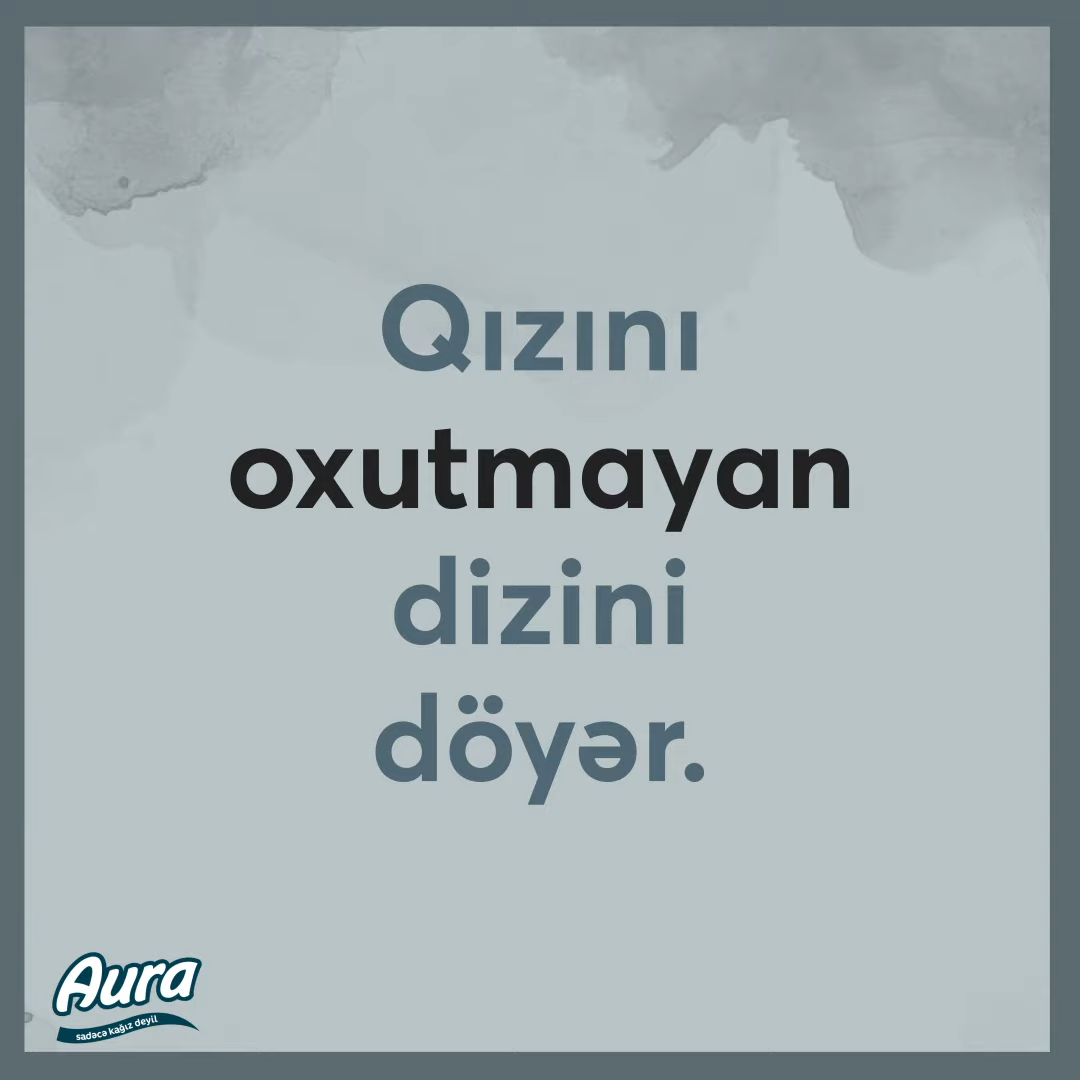 Qızını
oxutmayan
dizini
döyər.
Aura
sadəcə kağız deyil